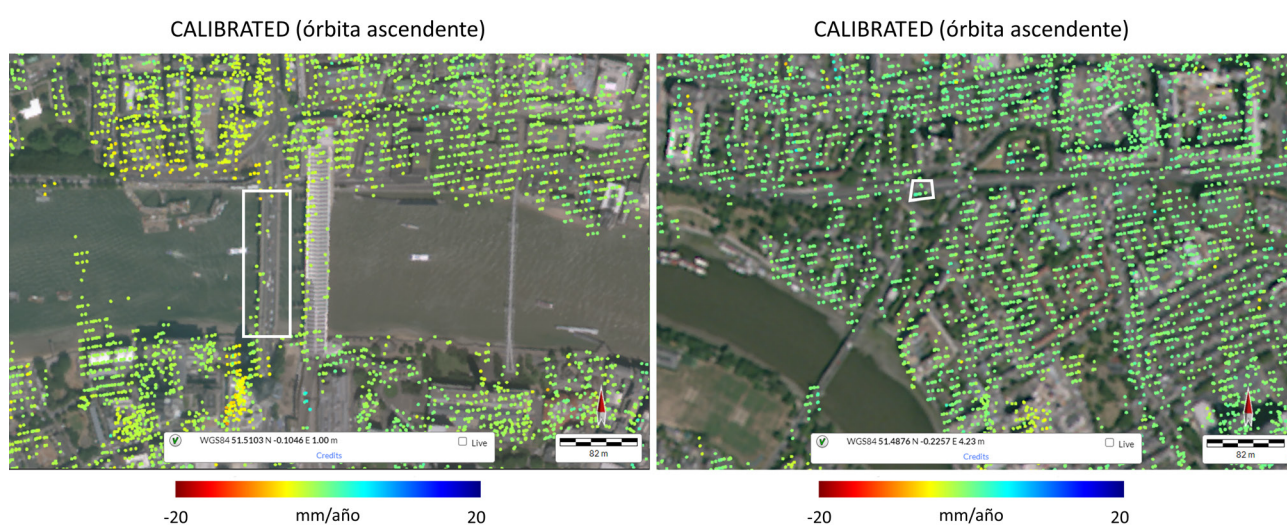 CALIBRATED (órbita ascendente)
WGS84 51.5103 N -0.1046 E 1.00 m
Live
Credits
82 m
-20
mm/año
20
CALIBRATED (órbita ascendente)
WGS84 51.4876 N -0.2257 E 4.23 m
Live
Credits
82 m
-20
mm/año
20